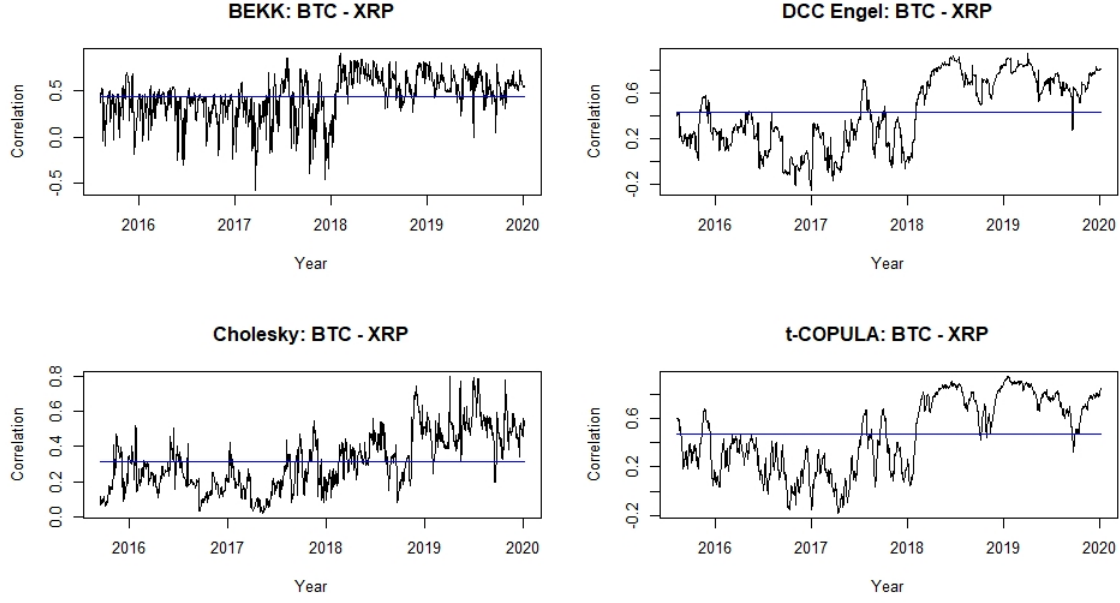 BEKK: BTC - XRP
Correlation
0.5
0.0
-0.5
2016 2017 2018 2019 2020
Year
DCC Engel: BTC - XRP
Correlation
0.6
0.2
-0.2
2016 2017 2018 2019 2020
Year
Cholesky: BTC - XRP
Correlation
0.8
0.6
0.4
0.2
0.0
2016 2017 2018 2019 2020
Year
t-COPULA: BTC - XRP
Correlation
0.6
0.2
-0.2
2016 2017 2018 2019 2020
Year